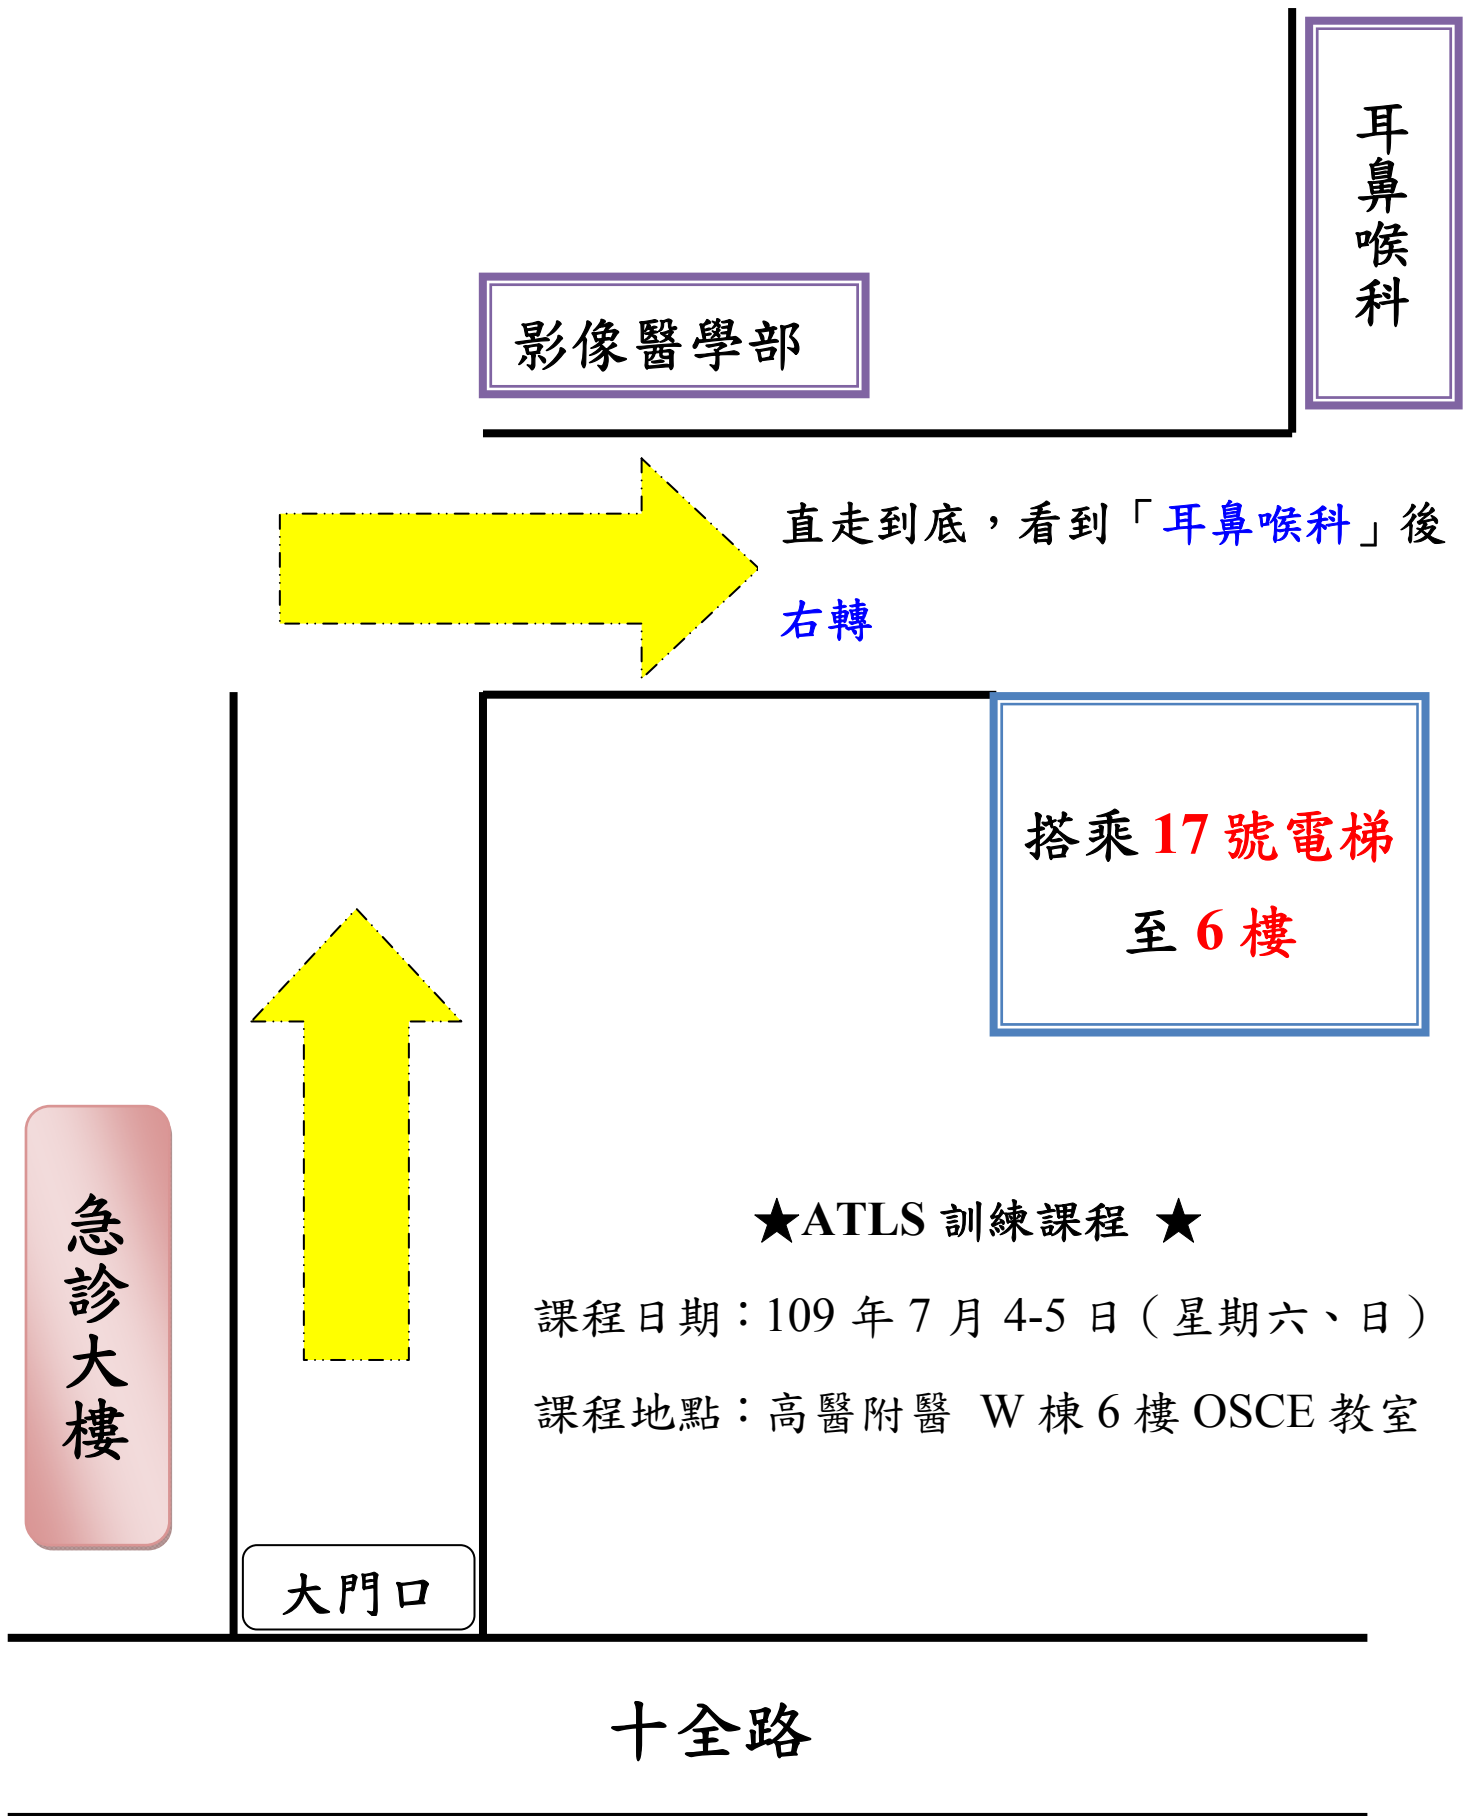 耳鼻喉科
影像醫學部
直走到底，看到「耳鼻喉科」後
右轉
搭乘 17 號電梯
至 6 樓
急診大樓
★ATLS 訓練課程 ★
課程日期：109 年 7 月 4-5 日（星期六、日）
課程地點：高醫附醫 W 棟 6 樓 OSCE 教室
大門口
十全路